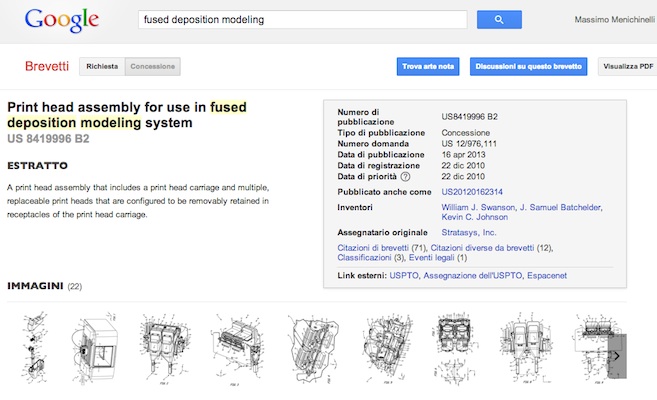 Google
fused deposition modeling
Massimo Menichinelli
Brevetti
Richiesta
Concessione
Trova arte nota
Discussioni su questo brevetto
Visualizza PDF
Print head assembly for use in fused
deposition modeling system
US 8419996 B2
ESTRATTO
A print head assembly that includes a print head carriage and multiple,
replaceable print heads that are configured to be removably retained in
receptacles of the print head carriage.
Numero di
pubblicazione
US8419996 B2
Tipo di pubblicazione Concessione
Numero domanda US 12/976,111
Data di pubblicazione 16 apr 2013
Data di registrazione 22 dic 2010
Data di priorità ? 22 dic 2010
Pubblicato anche come US20120162314
Inventori William J. Swanson, J. Samuel Batchelder,
Kevin C. Johnson
Assegnatario originale Stratasys, Inc.
Citazioni di brevetti (71), Citazioni diverse da brevetti (12),
Classificazioni (3), Eventi legali (1)
Link esterni: USPTO, Assegnazione dell'USPTO, Espacenet
IMMAGINI (22)